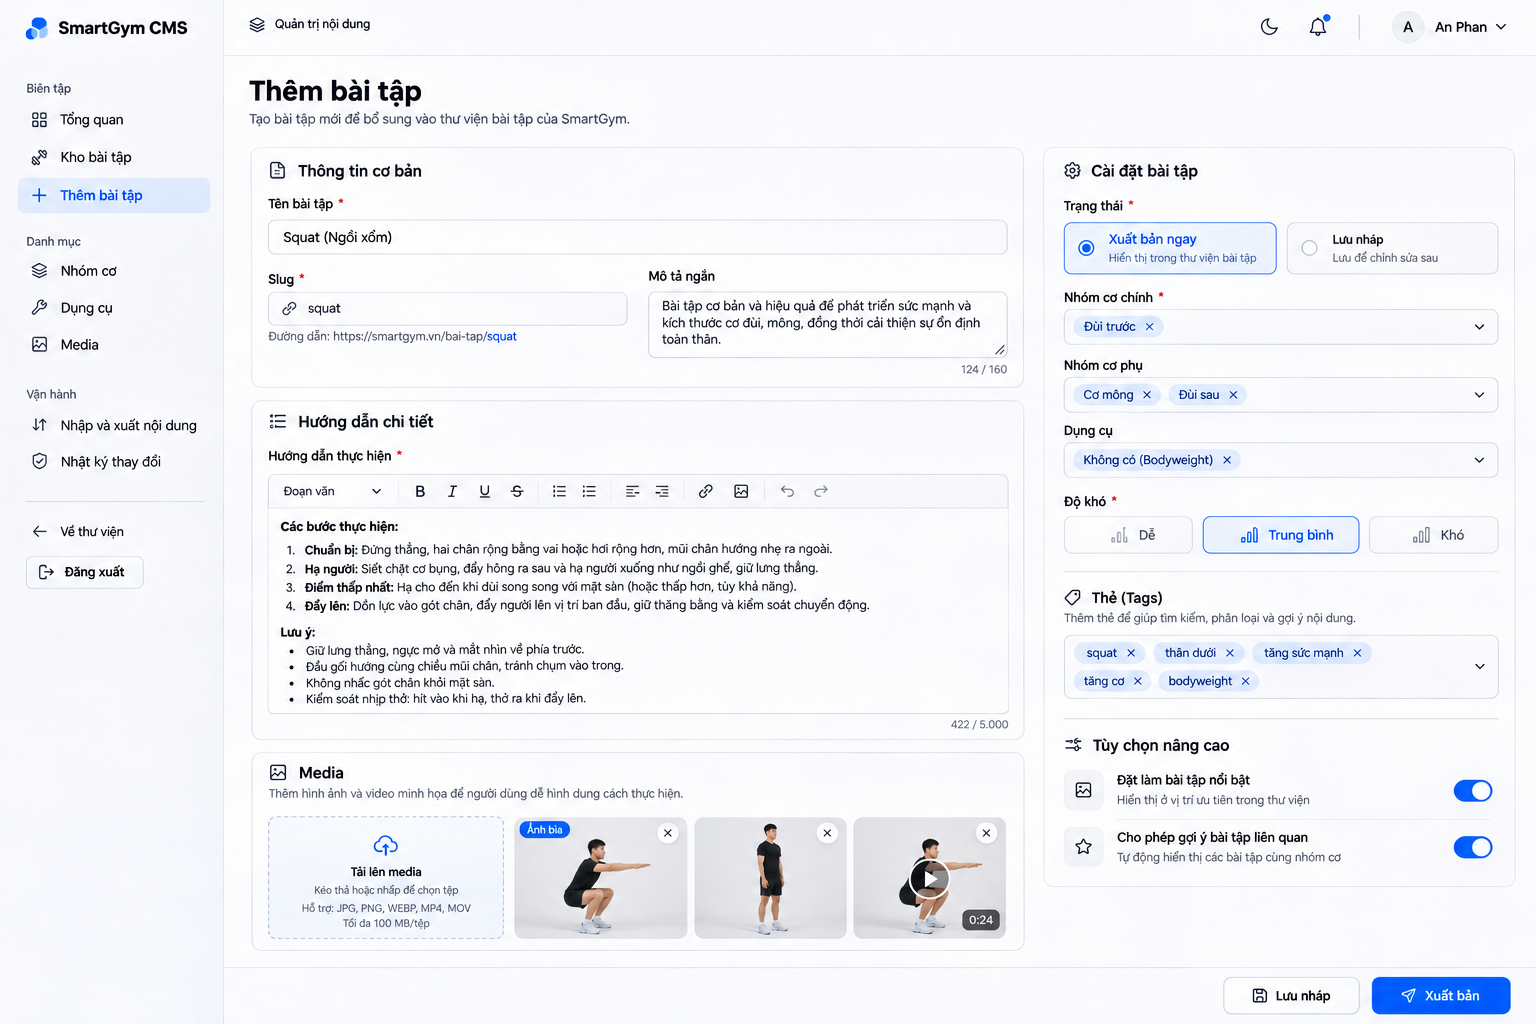 SmartGym CMS
Biên tập
Tổng quan
Kho bài tập
Thêm bài tập
Danh mục
Nhóm cơ
Dụng cụ
Media
Vận hành
Nhập và xuất nội dung
Nhật ký thay đổi
Về thư viện
Đăng xuất
Quản trị nội dung
A
An Phan
Thêm bài tập
Tạo bài tập mới để bổ sung vào thư viện bài tập của SmartGym.
Thông tin cơ bản
Tên bài tập *
Squat (Ngồi xổm)
Slug *
squat
Đường dẫn: https://smartgym.vn/bai-tap/squat
Mô tả ngắn
Bài tập cơ bản và hiệu quả để phát triển sức mạnh và
kích thước cơ đùi, mông, đồng thời cải thiện sự ổn định
toàn thân.
124 / 160
Hướng dẫn chi tiết
Hướng dẫn thực hiện *
Đoạn văn
B I U S
Các bước thực hiện:
1. Chuẩn bị: Đứng thẳng, hai chân rộng bằng vai hoặc hơi rộng hơn, mũi chân hướng nhẹ ra ngoài.
2. Hạ người: Siết chặt cơ bụng, đẩy hông ra sau và hạ người xuống như ngồi ghế, giữ lưng thẳng.
3. Điểm thấp nhất: Hạ cho đến khi đùi song song với mặt sàn (hoặc thấp hơn, tùy khả năng).
4. Đẩy lên: Dồn lực vào gót chân, đẩy người lên vị trí ban đầu, giữ thăng bằng và kiểm soát chuyển động.
Lưu ý:
• Giữ lưng thẳng, ngực mở và mắt nhìn về phía trước.
• Đầu gối hướng cùng chiều mũi chân, tránh chụm vào trong.
• Không nhấc gót chân khỏi mặt sàn.
• Kiểm soát nhịp thở: hít vào khi hạ, thở ra khi đẩy lên.
422 / 5.000
Media
Thêm hình ảnh và video minh họa để người dùng dễ hình dung cách thực hiện.
Tải lên media
Kéo thả hoặc nhấp để chọn tệp
Hỗ trợ: JPG, PNG, WEBP, MP4, MOV
Tối đa 100 MB/tệp
Ảnh bìa
0:24
Cài đặt bài tập
Trạng thái *
Xuất bản ngay
Hiển thị trong thư viện bài tập
Lưu nháp
Lưu để chỉnh sửa sau
Nhóm cơ chính *
Đùi trước
Nhóm cơ phụ
Cơ mông
Đùi sau
Dụng cụ
Không có (Bodyweight)
Độ khó *
Dễ
Trung bình
Khó
Thẻ (Tags)
Thêm thẻ để giúp tìm kiếm, phân loại và gợi ý nội dung.
squat
thân dưới
tăng sức mạnh
tăng cơ
bodyweight
Tùy chọn nâng cao
Đặt làm bài tập nổi bật
Hiển thị ở vị trí ưu tiên trong thư viện
Cho phép gợi ý bài tập liên quan
Tự động hiển thị các bài tập cùng nhóm cơ
Lưu nháp
Xuất bản